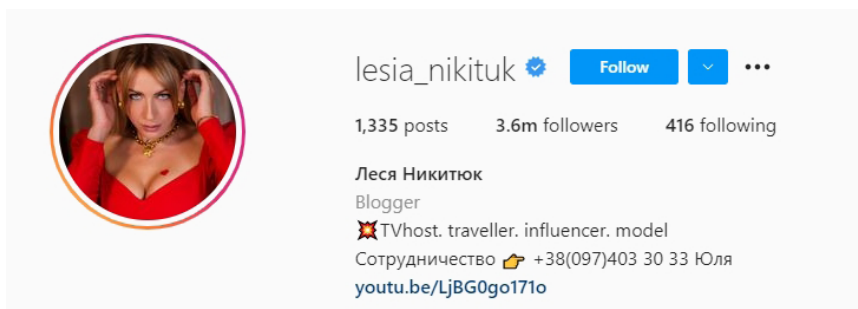 lesia_nikituk Follow
1,335 posts 3.6m followers 416 following
Леся Никитюк
Blogger
💥TVhost. traveller. influencer. model
Сотрудничество 👉 +38(097)403 30 33 Юля
youtu.be/LjBG0go171o